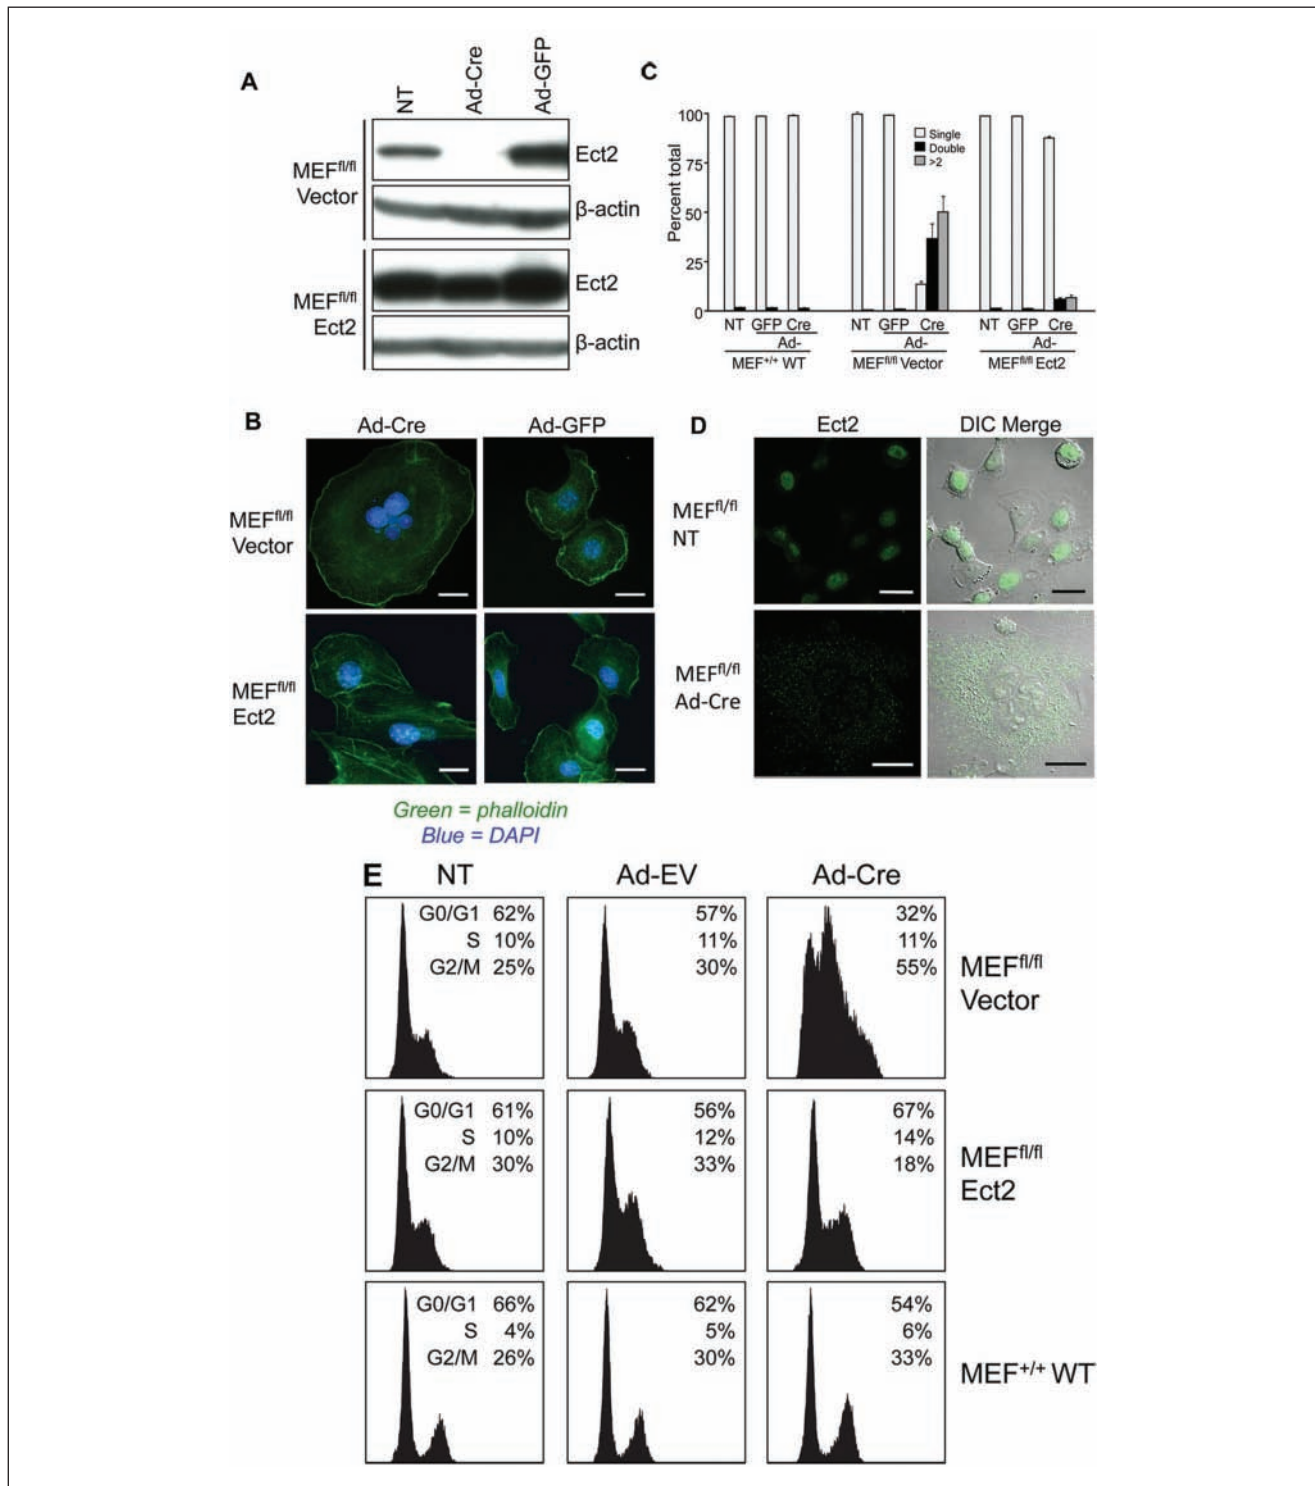 A
NT
Ad-Cre
Ad-GFP
MEFfl/fl
Vector
Ect2
β-actin
MEFfl/fl
Ect2
Ect2
β-actin
C
Percent total
100
75
50
25
0
Single
Double
>2
NT GFP Cre
Ad-
MEF+/+ WT
NT GFP Cre
Ad-
MEFfl/fl Vector
NT GFP Cre
Ad-
MEFfl/fl Ect2
B
Ad-Cre
Ad-GFP
MEFfl/fl
Vector
MEFfl/fl
Ect2
Green = phalloidin
Blue = DAPI
D
Ect2
DIC Merge
MEFfl/fl
NT
MEFfl/fl
Ad-Cre
E
NT
Ad-EV
Ad-Cre
G0/G1 62%
S 10%
G2/M 25%
57%
11%
30%
32%
11%
55%
MEFfl/fl
Vector
G0/G1 61%
S 10%
G2/M 30%
56%
12%
33%
67%
14%
18%
MEFfl/fl
Ect2
G0/G1 66%
S 4%
G2/M 26%
62%
5%
30%
54%
6%
33%
MEF+/+ WT